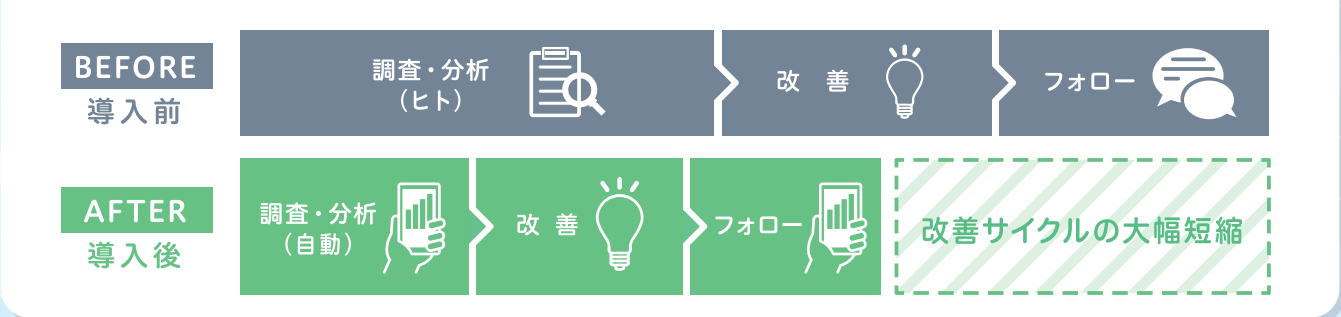 BEFORE
導入前
調査・分析
（ヒト）
改 善
フォロー
AFTER
導入後
調査・分析
（自動）
改 善
フォロー
改善サイクルの大幅短縮